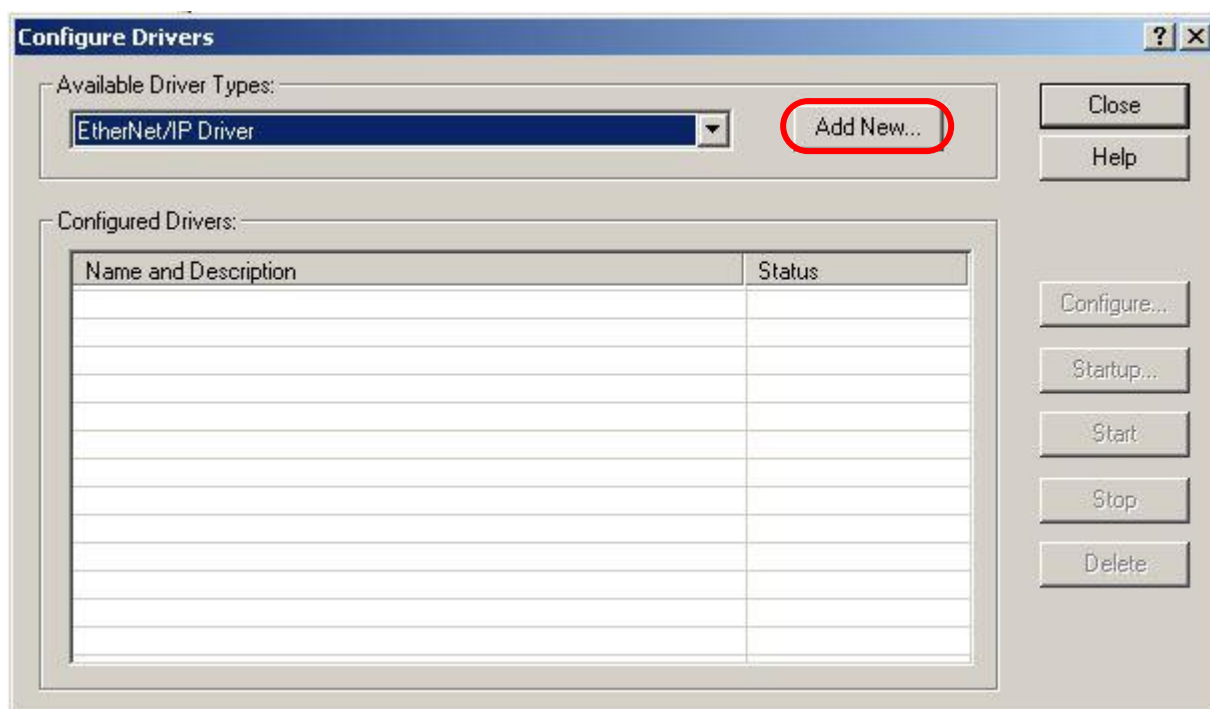 Configure Drivers
Available Driver Types:
EtherNet/IP Driver
Add New...
Close
Help
Configured Drivers:
Name and Description
Status
Configure...
Startup...
Start
Stop
Delete